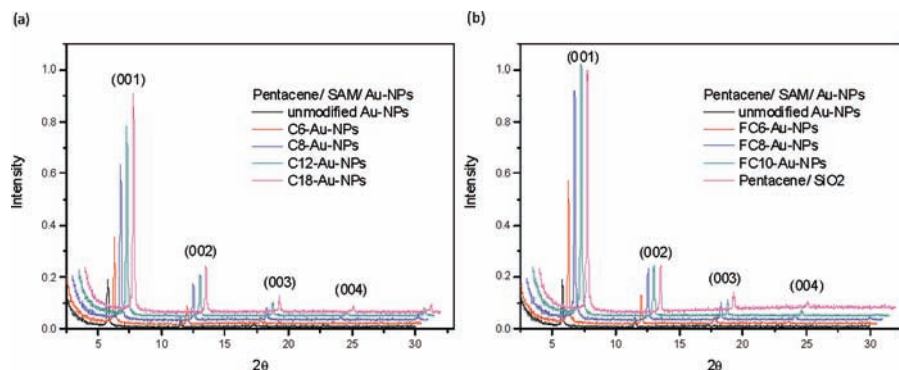 (a)
(b)
Intensity
1.0
0.8
0.6
0.4
0.2
0.0
(001)
(002)
(003)
(004)
Pentacene/ SAM/ Au-NPs
unmodified Au-NPs
C6-Au-NPs
C8-Au-NPs
C12-Au-NPs
C18-Au-NPs
5
10
15
20
25
30
2θ
Intensity
1.0
0.8
0.6
0.4
0.2
0.0
(001)
(002)
(003)
(004)
Pentacene/ SAM/ Au-NPs
unmodified Au-NPs
FC6-Au-NPs
FC8-Au-NPs
FC10-Au-NPs
Pentacene/ SiO2
5
10
15
20
25
30
2θ